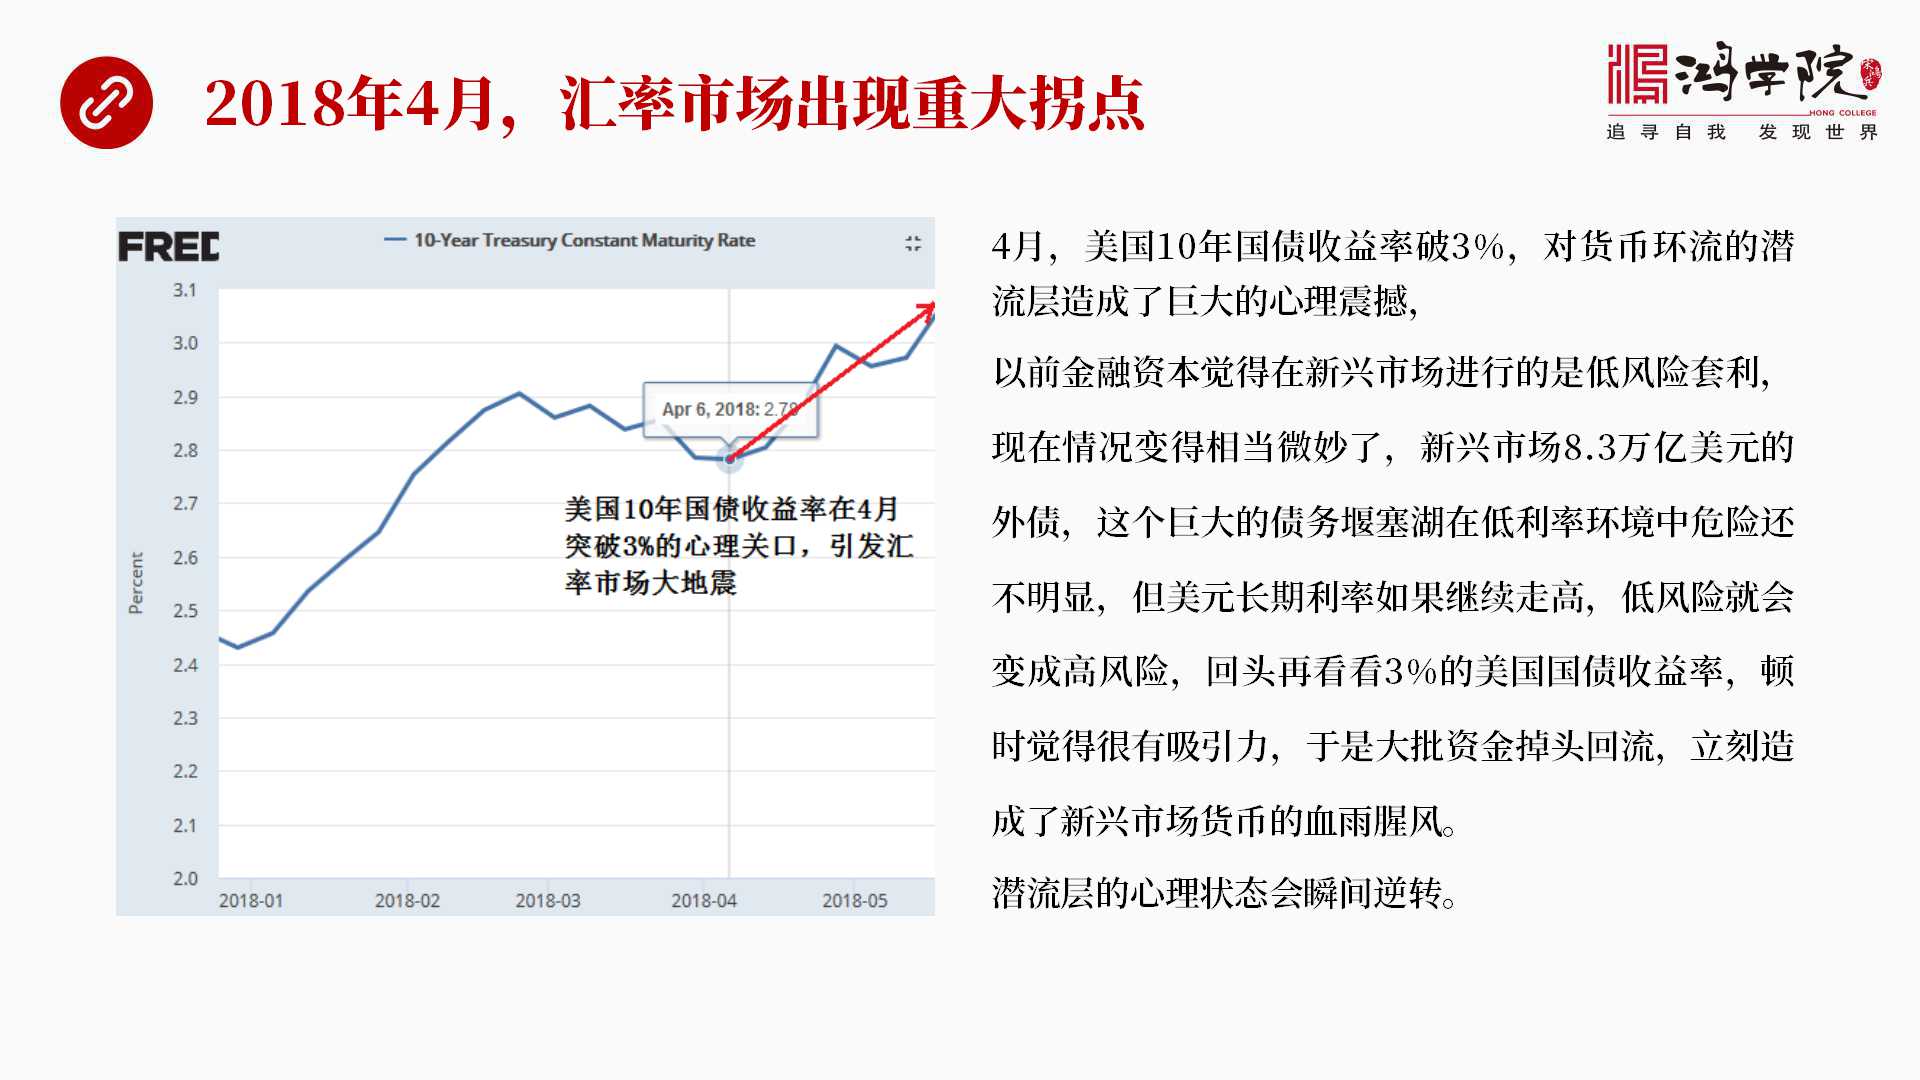 2018年4月，汇率市场出现重大拐点
鸿学院
HONG COLLEGE
追寻自我 发现世界
FRED
10-Year Treasury Constant Maturity Rate
3.1
3.0
2.9
2.8
2.7
2.6
2.5
2.4
2.3
2.2
2.1
2.0
Percent
Apr 6, 2018: 2.78
美国10年国债收益率在4月
突破3%的心理关口，引发汇
率市场大地震
2018-01
2018-02
2018-03
2018-04
2018-05
4月，美国10年国债收益率破3%，对货币环流的潜
流层造成了巨大的心理震撼，
以前金融资本觉得在新兴市场进行的是低风险套利，
现在情况变得相当微妙了，新兴市场8.3万亿美元的
外债，这个巨大的债务堰塞湖在低利率环境中危险还
不明显，但美元长期利率如果继续走高，低风险就会
变成高风险，回头再看看3%的美国国债收益率，顿
时觉得很有吸引力，于是大批资金掉头回流，立刻造
成了新兴市场货币的血雨腥风。
潜流层的心理状态会瞬间逆转。